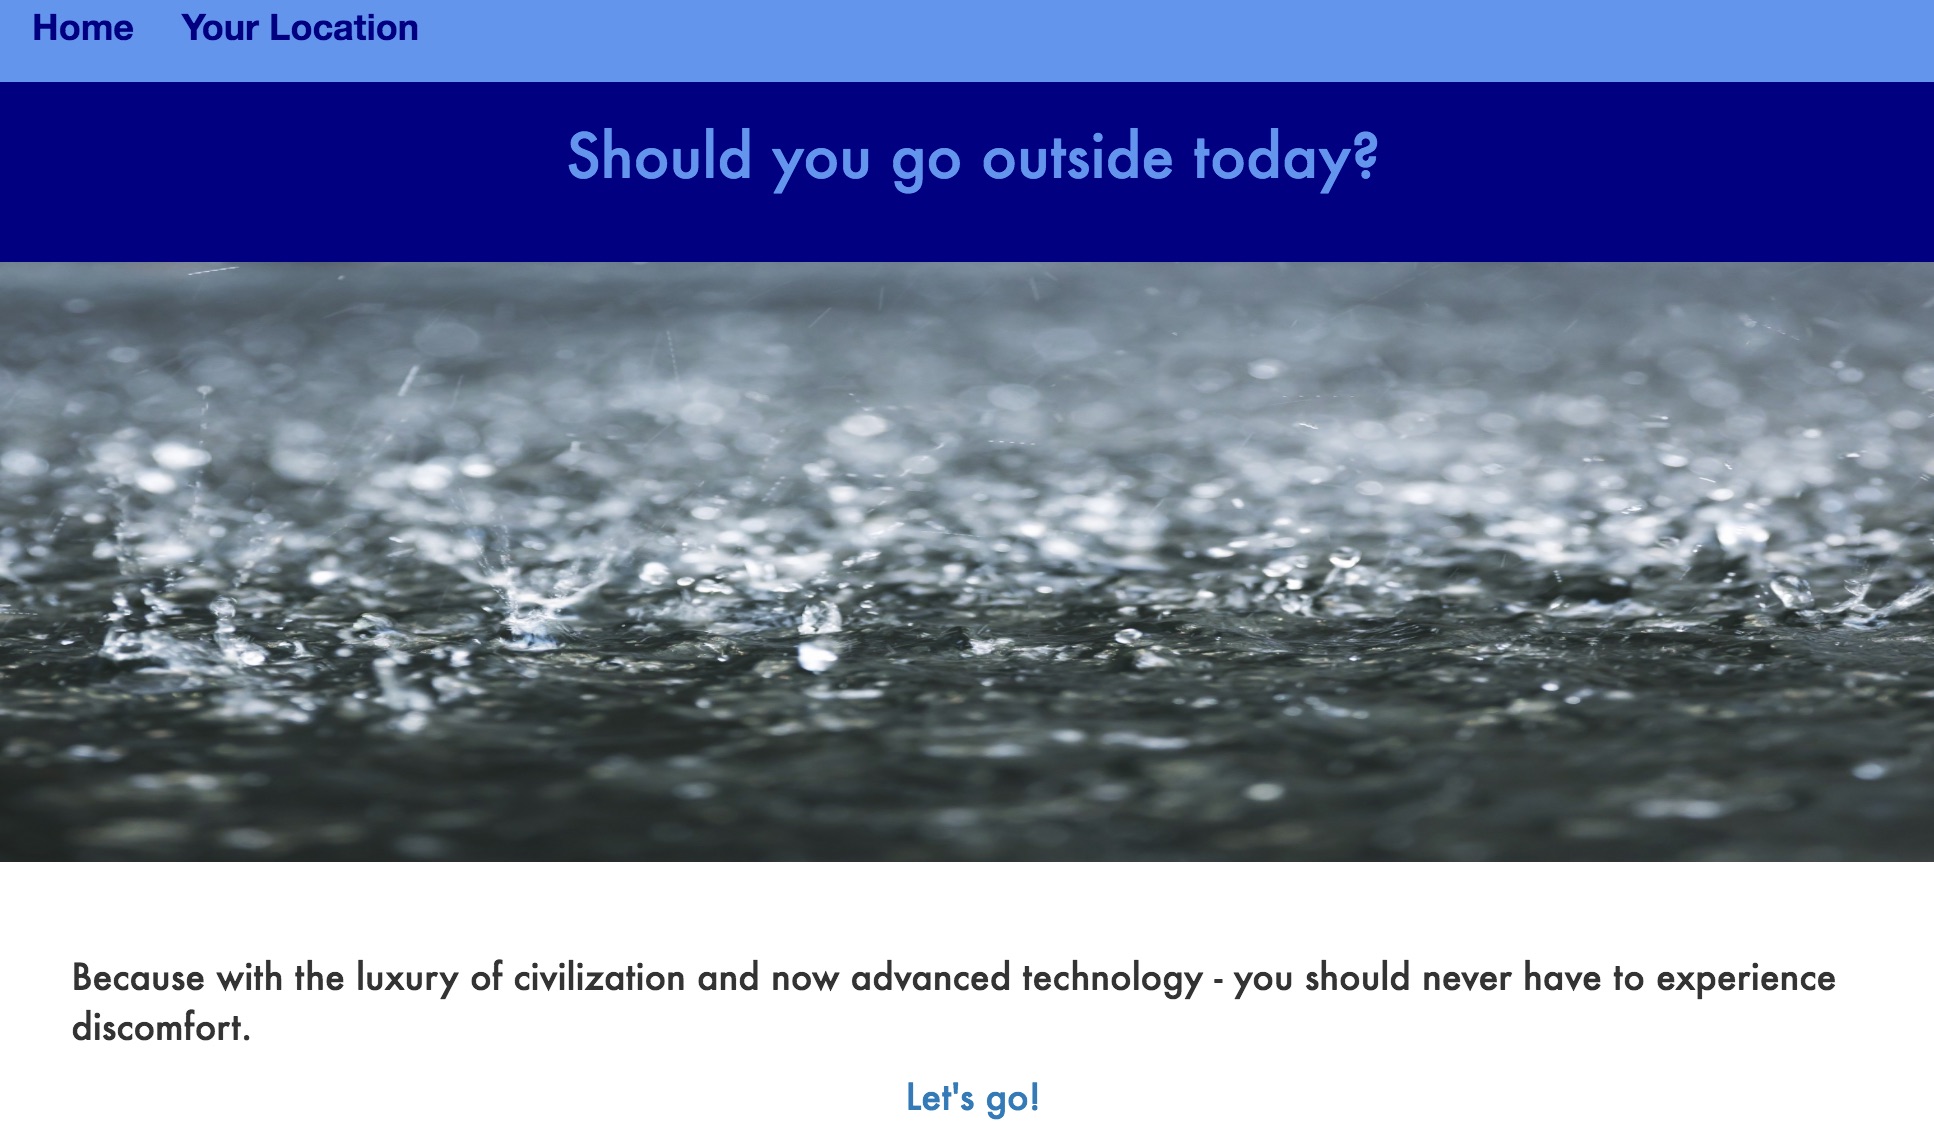 Home Your Location
Should you go outside today?
Because with the luxury of civilization and now advanced technology - you should never have to experience
discomfort.
Let's go!